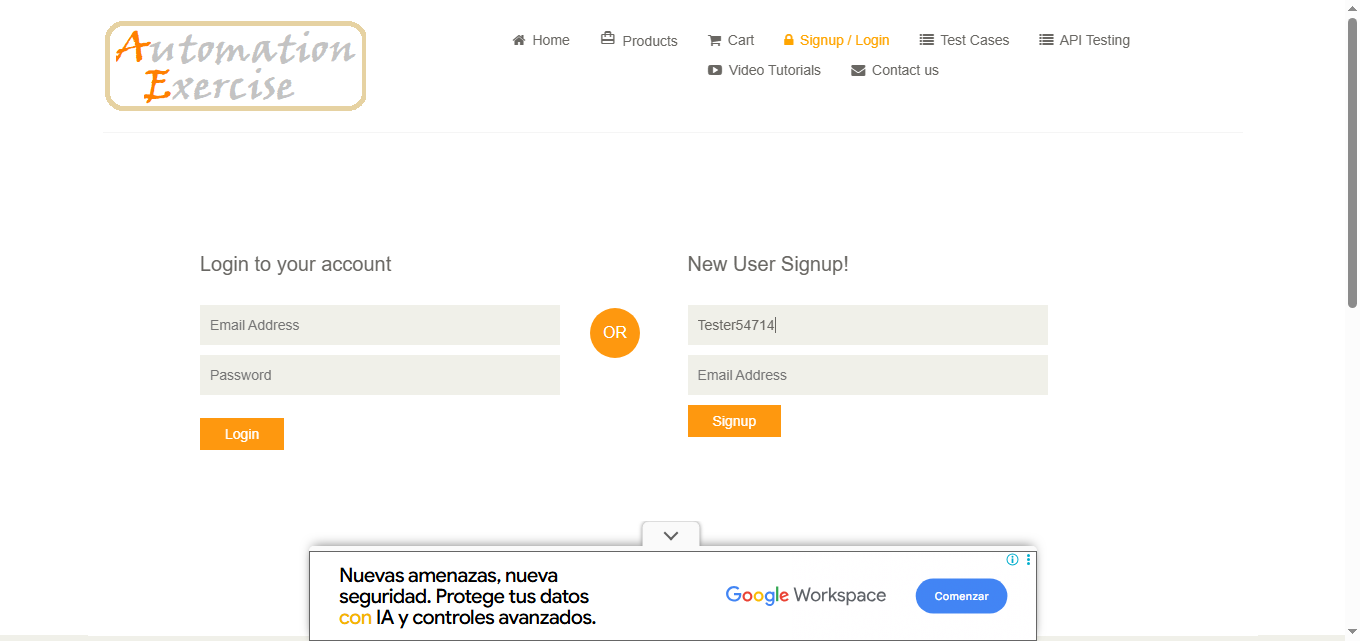 Automation
Exercise
Home
Products
Cart
Signup / Login
Test Cases
API Testing
Video Tutorials
Contact us
Login to your account
Email Address
Password
Login
OR
New User Signup!
Tester54714
Email Address
Signup
Nuevas amenazas, nueva
seguridad. Protege tus datos
con IA y controles avanzados.
Google Workspace
Comenzar